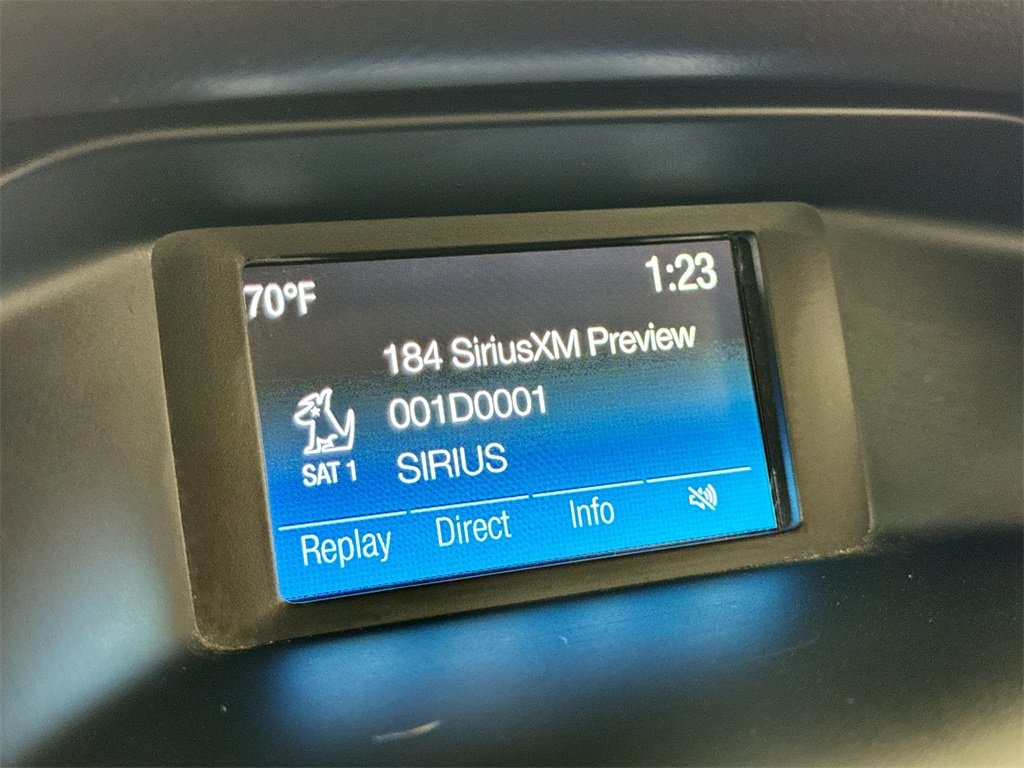 70°F
1:23
184 SiriusXM Preview
001D0001
SAT 1
SIRIUS
Replay
Direct
Info